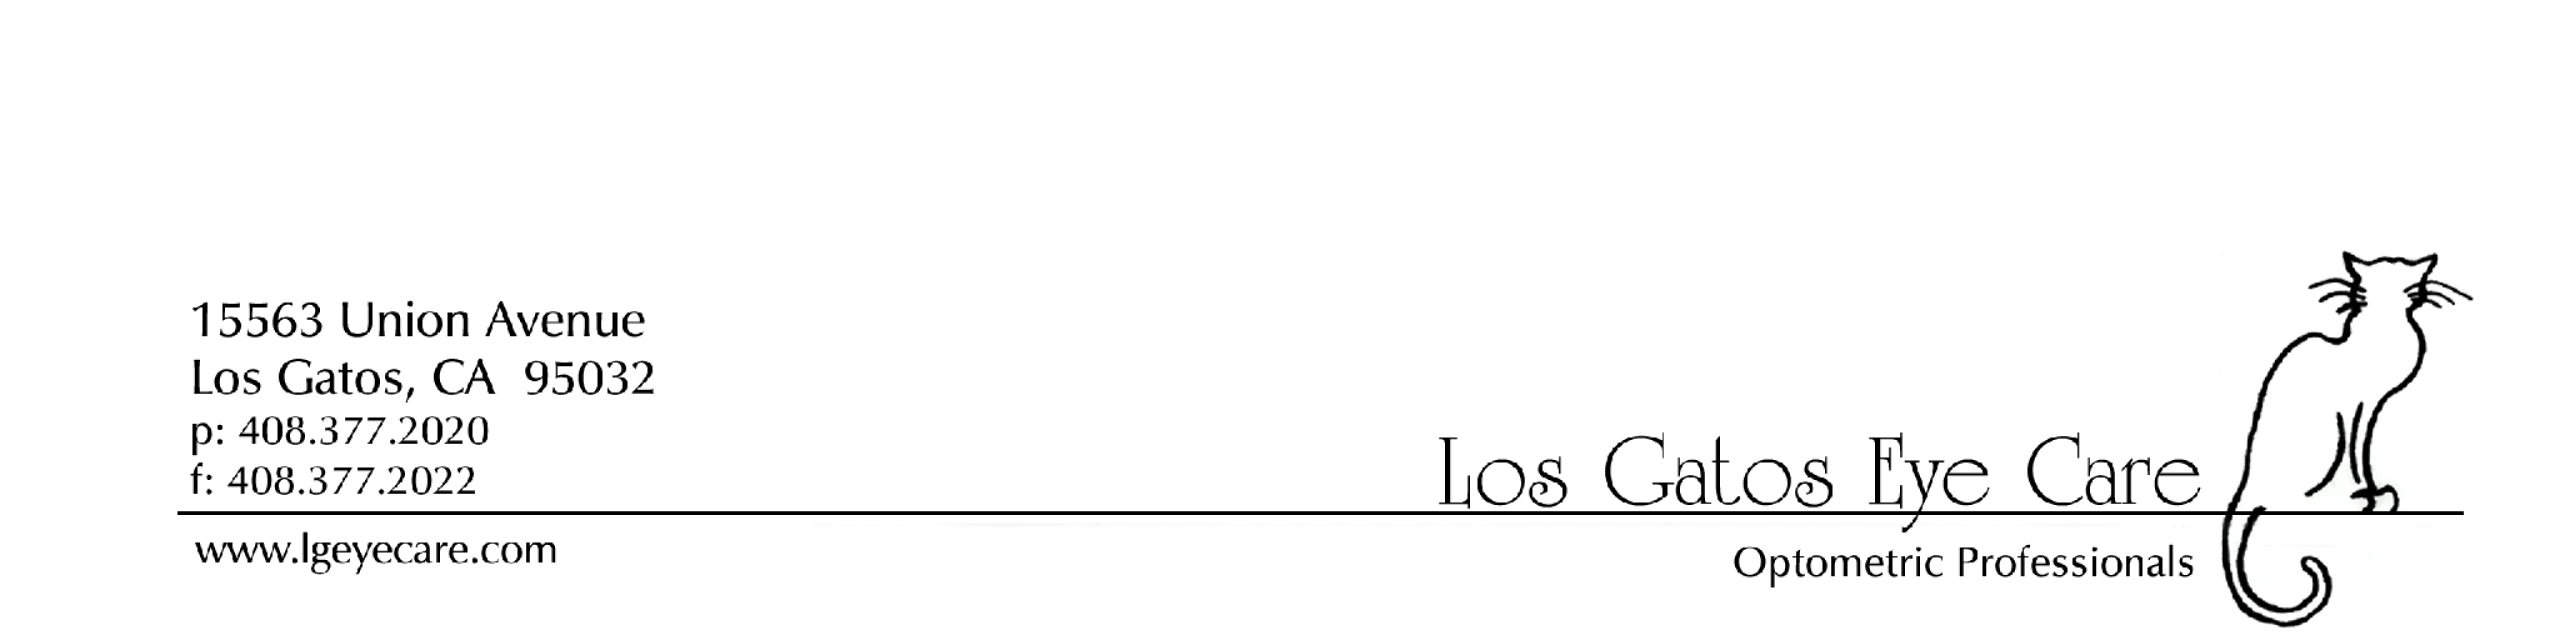 15563 Union Avenue
Los Gatos, CA  95032
p: 408.377.2020
f: 408.377.2022
www.lgeyecare.com
Los Gatos Eye Care
Optometric Professionals